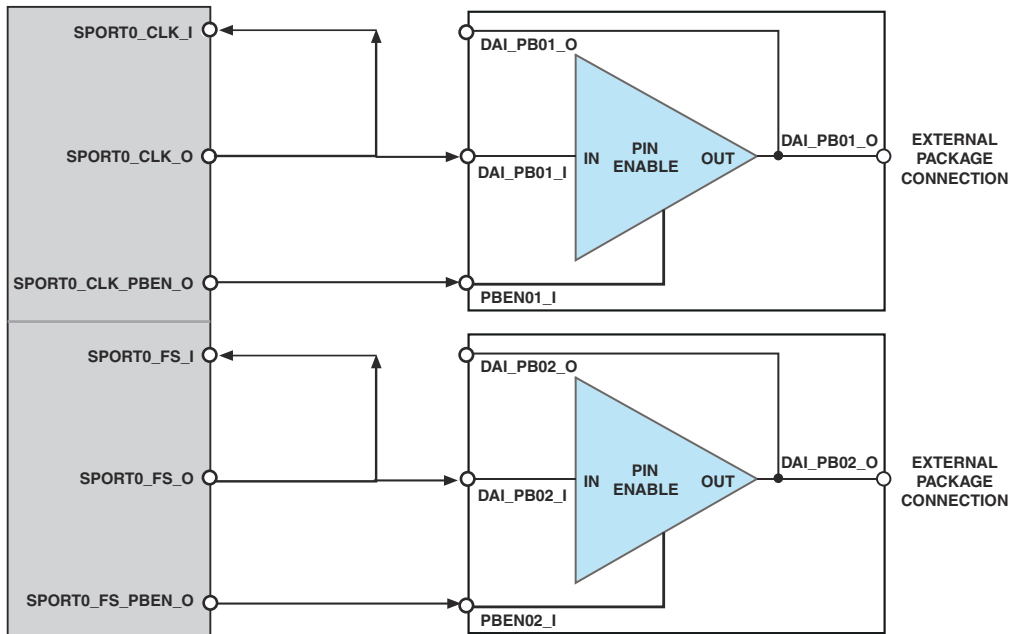 SPORT0_CLK_I
SPORT0_CLK_O
SPORT0_CLK_PBEN_O
DAI_PB01_O
DAI_PB01_I
IN
PIN
ENABLE
OUT
DAI_PB01_O
PBEN01_I
EXTERNAL
PACKAGE
CONNECTION
SPORT0_FS_I
SPORT0_FS_O
SPORT0_FS_PBEN_O
DAI_PB02_O
DAI_PB02_I
IN
PIN
ENABLE
OUT
DAI_PB02_O
PBEN02_I
EXTERNAL
PACKAGE
CONNECTION